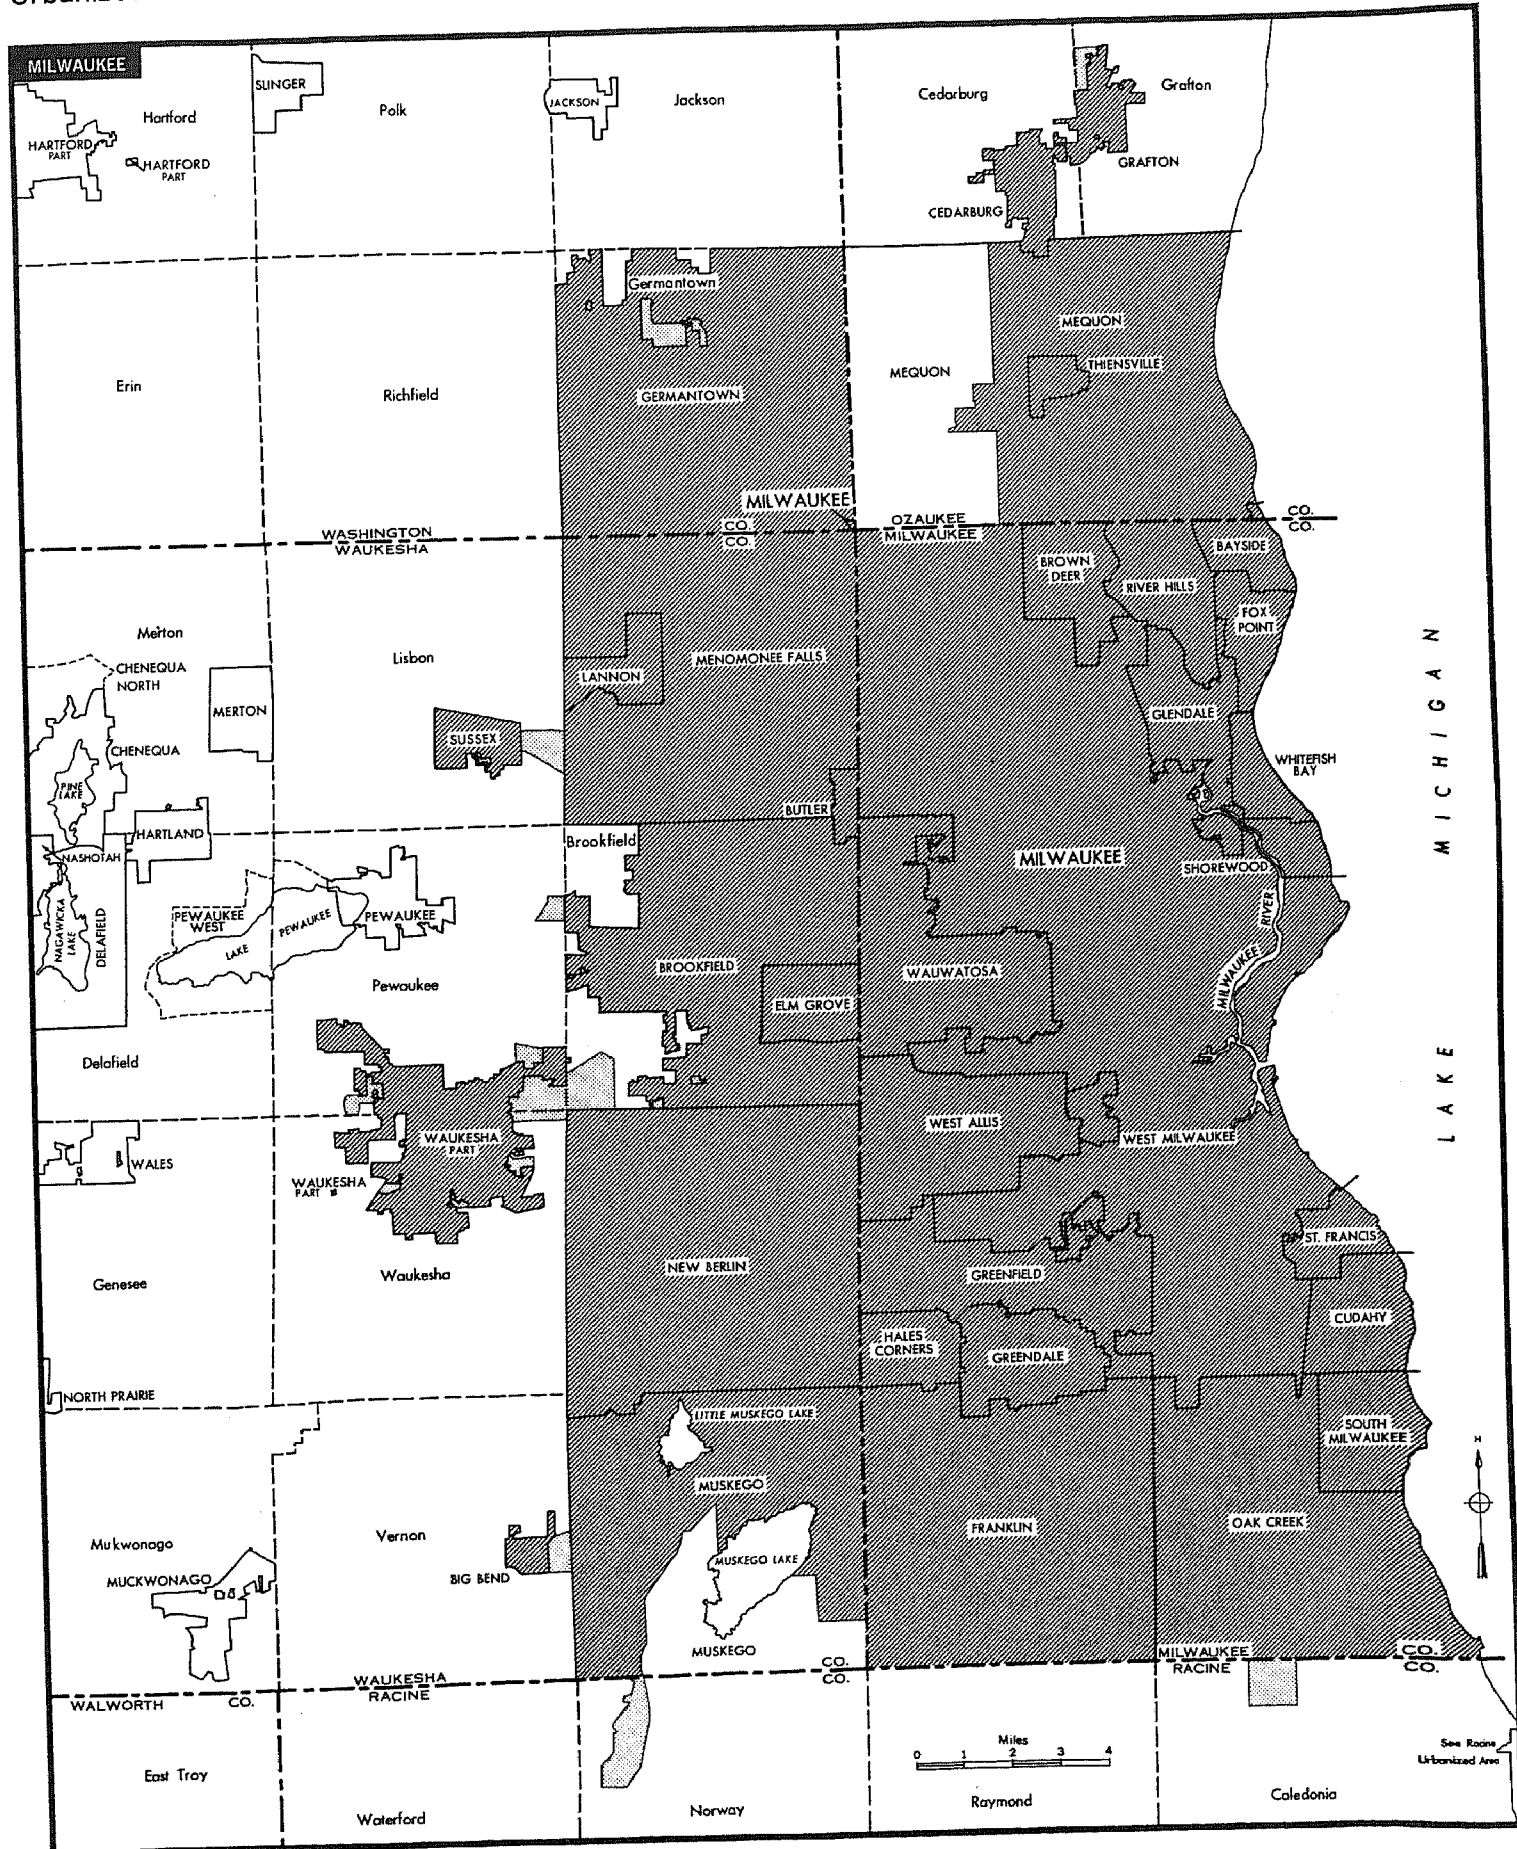 MILWAUKEE
SLINGER
Hartford
Polk
JACKSON
Jackson
Cedarburg
Grafton
HARTFORD
PART
HARTFORD
PART
GRAFTON
CEDARBURG
Germantown
MEQUON
THIENSVILLE
MEQUON
Erin
Richfield
GERMANTOWN
MILWAUKEE
WASHINGTON
WAUKESHA
CO.
CO.
OZAUKEE
MILWAUKEE
CO.
CO.
BAYSIDE
BROWN
DEER
RIVER HILLS
FOX
POINT
Merton
Lisbon
CHENEQUA
NORTH
LANNON
MENOMONEE FALLS
MERTON
SUSSEX
GLENDALE
CHENEQUA
WHITEFISH
BAY
PINE
LAKE
BUTLER
HARTLAND
Brookfield
NASHOTAH
MILWAUKEE
SHOREWOOD
LAKE MICHIGAN
PEWAUKEE
WEST
PEWAUKEE
LAKE
PEWAUKEE
NAGAWICKA
LAKE
DELAFIELD
MILWAUKEE RIVER
BROOKFIELD
WAUWATOSA
Pewaukee
ELM GROVE
Delafield
WEST ALLIS
WEST MILWAUKEE
WAUKESHA
PART
WALES
WAUKESHA
PART
ST. FRANCIS
Genesee
Waukesha
NEW BERLIN
GREENFIELD
CUDAHY
HALES
CORNERS
GREENDALE
NORTH PRAIRIE
LITTLE MUSKEGO LAKE
SOUTH
MILWAUKEE
N
MUSKEGO
Mukwonago
Vernon
FRANKLIN
OAK CREEK
MUSKEGO LAKE
MUCKWONAGO
BIG BEND
MUSKEGO
WAUKESHA
RACINE
CO.
CO.
MILWAUKEE
RACINE
CO.
CO.
WALWORTH CO.
Miles
0 1 2 3 4
See Racine
Urbanized Area
East Troy
Waterford
Norway
Raymond
Caledonia